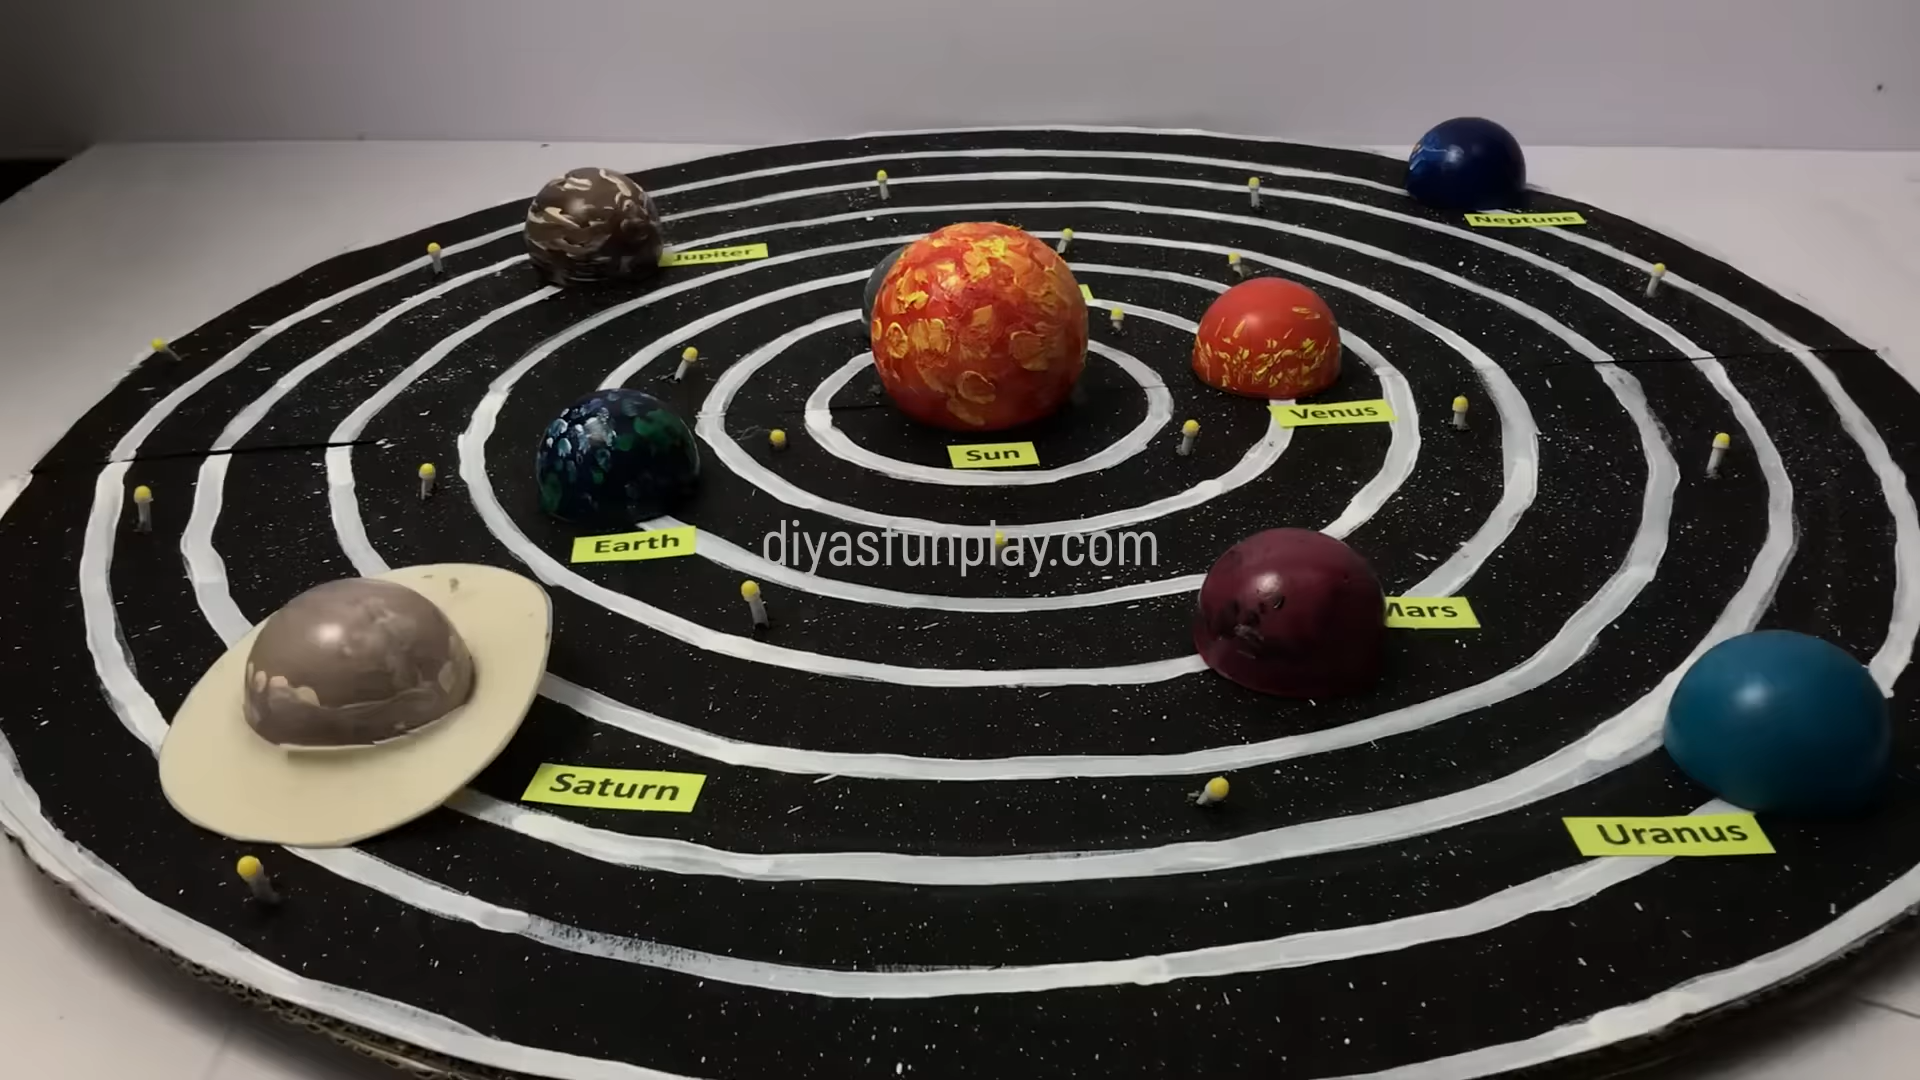 Neptune
Jupiter
Venus
Sun
Earth
diyasfunplay.com
Mars
Saturn
Uranus